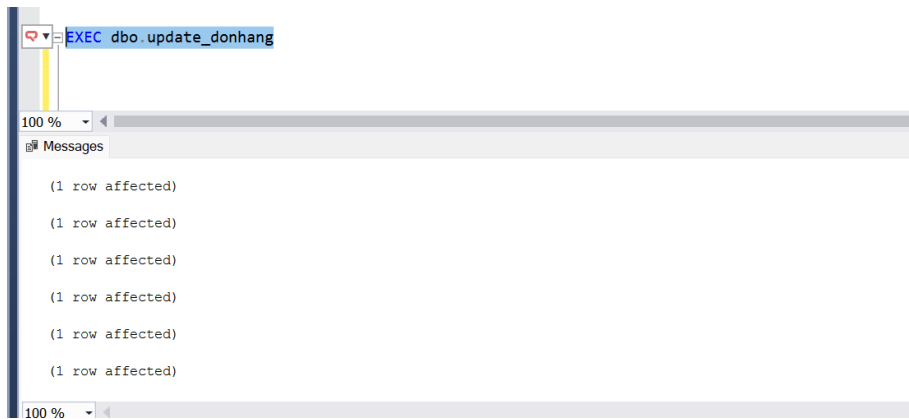 EXEC dbo.update_donhang
100 %
Messages
(1 row affected)
(1 row affected)
(1 row affected)
(1 row affected)
(1 row affected)
(1 row affected)
100 %